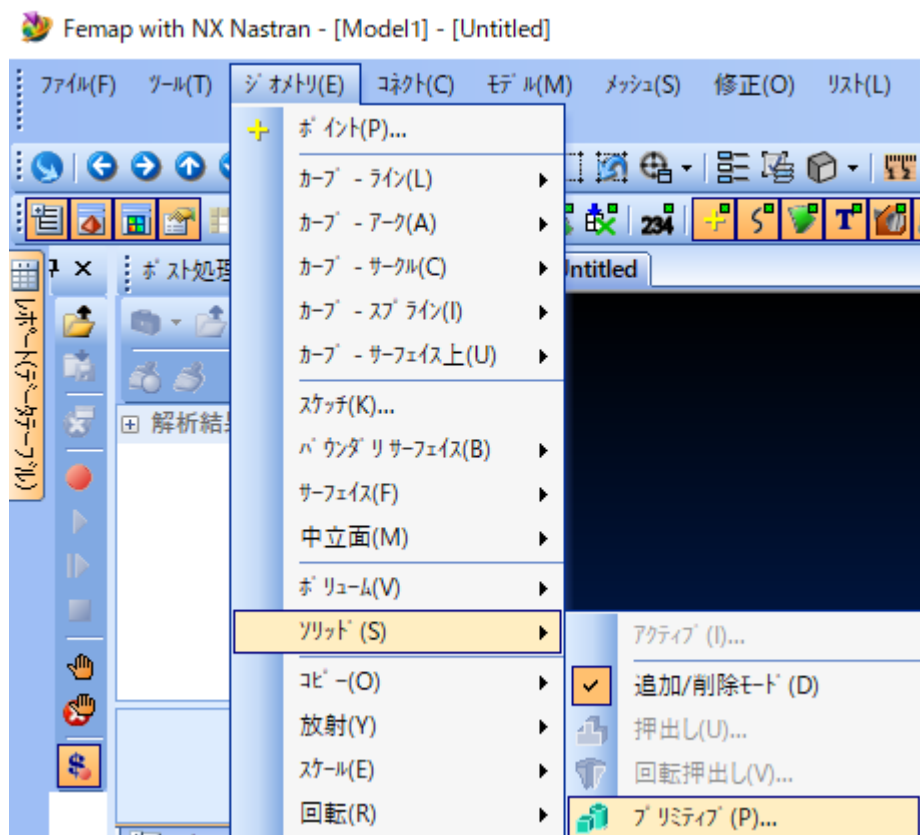 Femap with NX Nastran - [Model1] - [Untitled]
ﾌｧｲﾙ(F) ﾂｰﾙ(T) ｼﾞｵﾒﾄﾘ(E) ｺﾈｸﾄ(C) ﾓﾃﾞﾙ(M) ﾒｯｼｭ(S) 修正(O) ﾘｽﾄ(L)
ﾎﾟｲﾝﾄ(P)...
ｶｰﾌﾞ - ﾗｲﾝ(L)
ｶｰﾌﾞ - ｱｰｸ(A)
234
ｶｰﾌﾞ - ｻｰｸﾙ(C)
ﾎﾟｽﾄ処理
ntitled
ﾚﾎﾟｰﾄ(ﾃﾞｰﾀﾃｰﾌﾞﾙ)
ｶｰﾌﾞ - ｽﾌﾟﾗｲﾝ(I)
ｶｰﾌﾞ - ｻｰﾌｪｲｽ上(U)
ｽｹｯﾁ(K)...
解析結
ﾊﾞｳﾝﾀﾞﾘ ｻｰﾌｪｲｽ(B)
ｻｰﾌｪｲｽ(F)
中立面(M)
ﾎﾞﾘｭｰﾑ(V)
ｿﾘｯﾄﾞ(S)
ｱｸﾃｨﾌﾞ(I)...
ｺﾋﾟｰ(O)
追加/削除ﾓｰﾄﾞ(D)
放射(Y)
押出し(U)...
ｽｹｰﾙ(E)
回転押出し(V)...
回転(R)
ﾌﾟﾘﾐﾃｨﾌﾞ(P)...